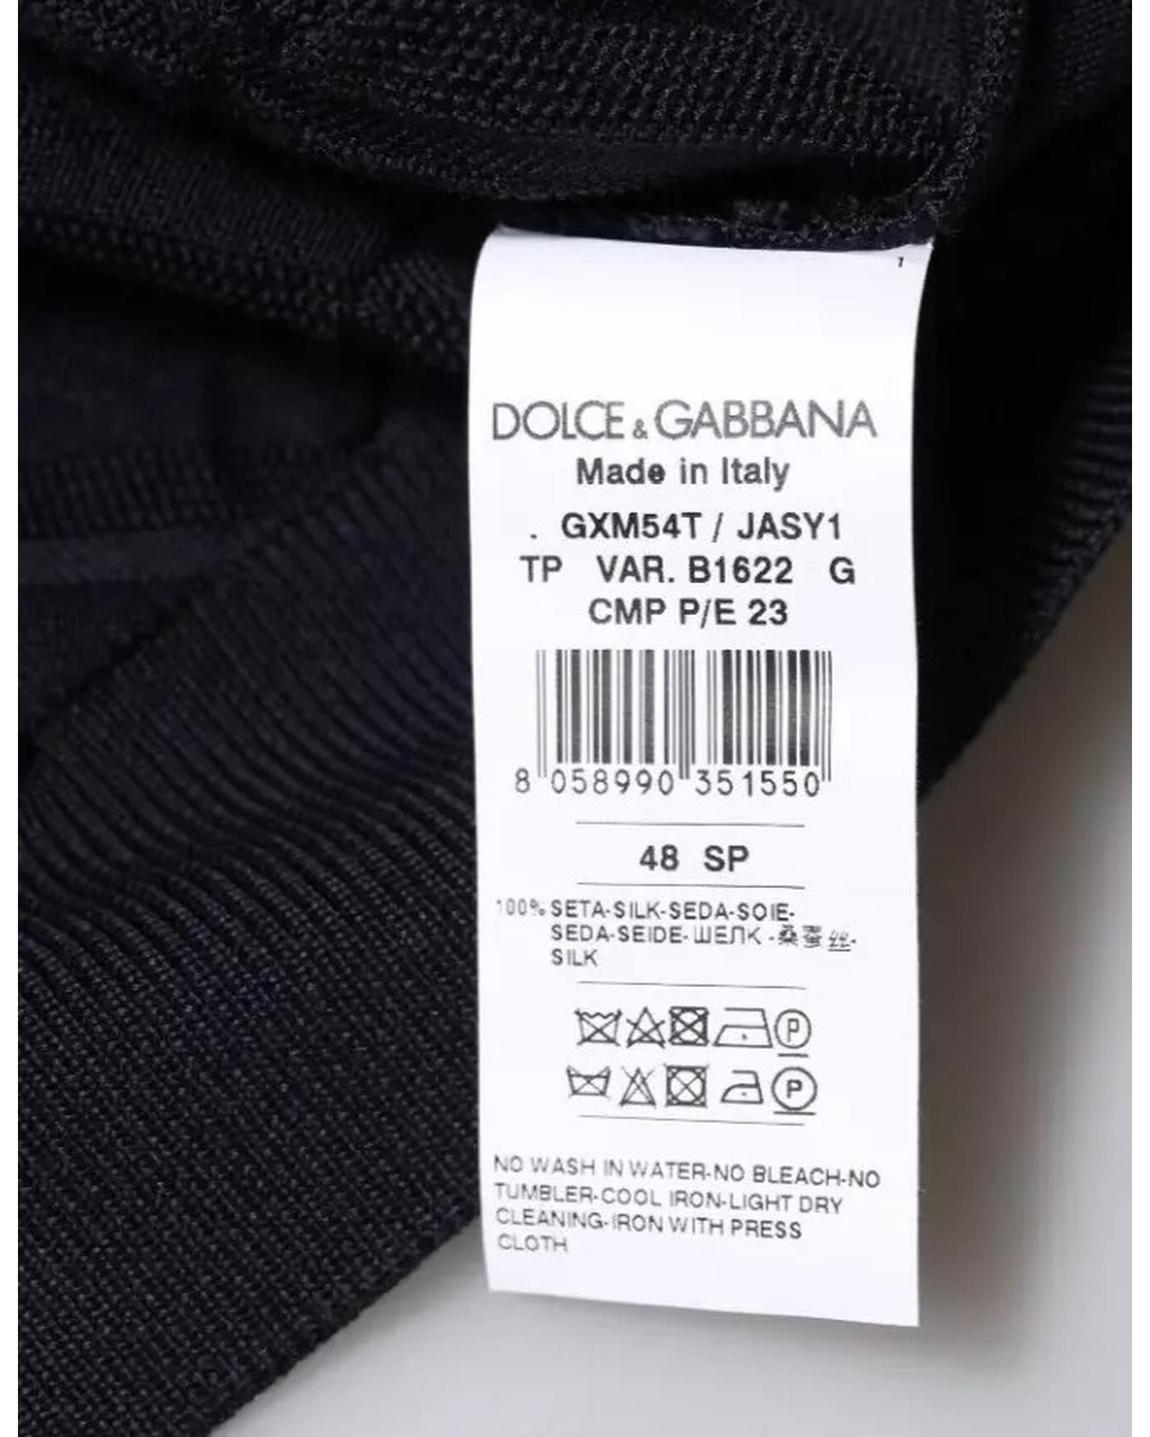 DOLCE & GABBANA
Made in Italy
. GXM54T / JASY1
TP VAR. B1622 G
CMP P/E 23
8 058990 351550
48 SP
100% SETA-SILK-SEDA-SOIE-
SEDA-SEIDE-ШЕЛК -桑蚕丝-
SILK
P
P
NO WASH IN WATER-NO BLEACH-NO
TUMBLER-COOL IRON-LIGHT DRY
CLEANING-IRON WITH PRESS
CLOTH